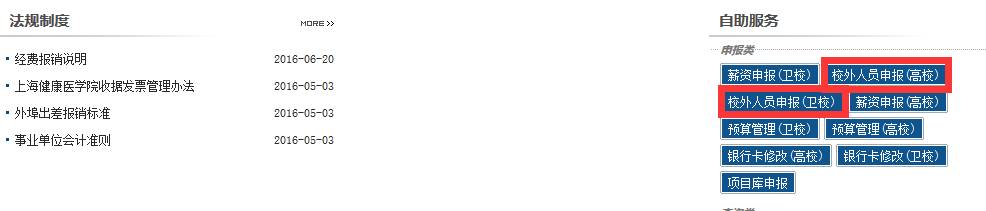 法规制度
MORE >>
经费报销说明 2016-06-20
上海健康医学院收据发票管理办法 2016-05-03
外埠出差报销标准 2016-05-03
事业单位会计准则 2016-05-03
自助服务
申报类
薪资申报(卫校) 校外人员申报(高校)
校外人员申报(卫校) 薪资申报(高校)
预算管理(卫校) 预算管理(高校)
银行卡修改(高校) 银行卡修改(卫校)
项目库申报